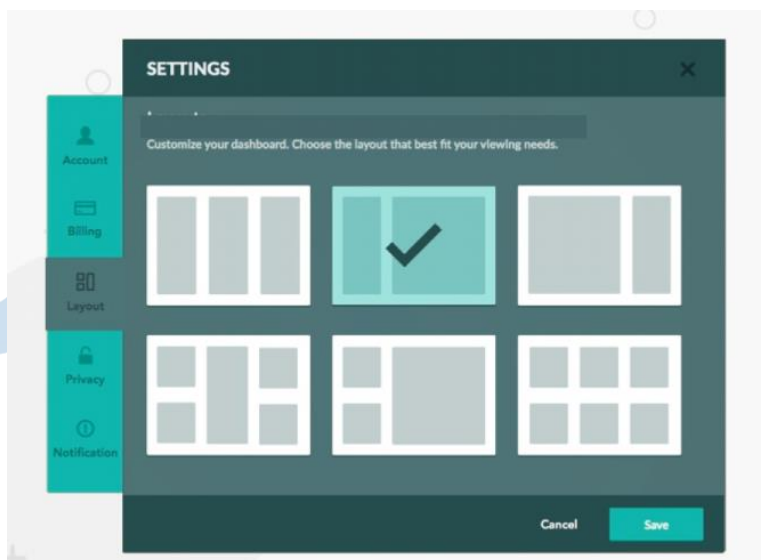 SETTINGS
Customize your dashboard. Choose the layout that best fit your viewing needs.
Account
Billing
Layout
Privacy
Notification
Cancel
Save